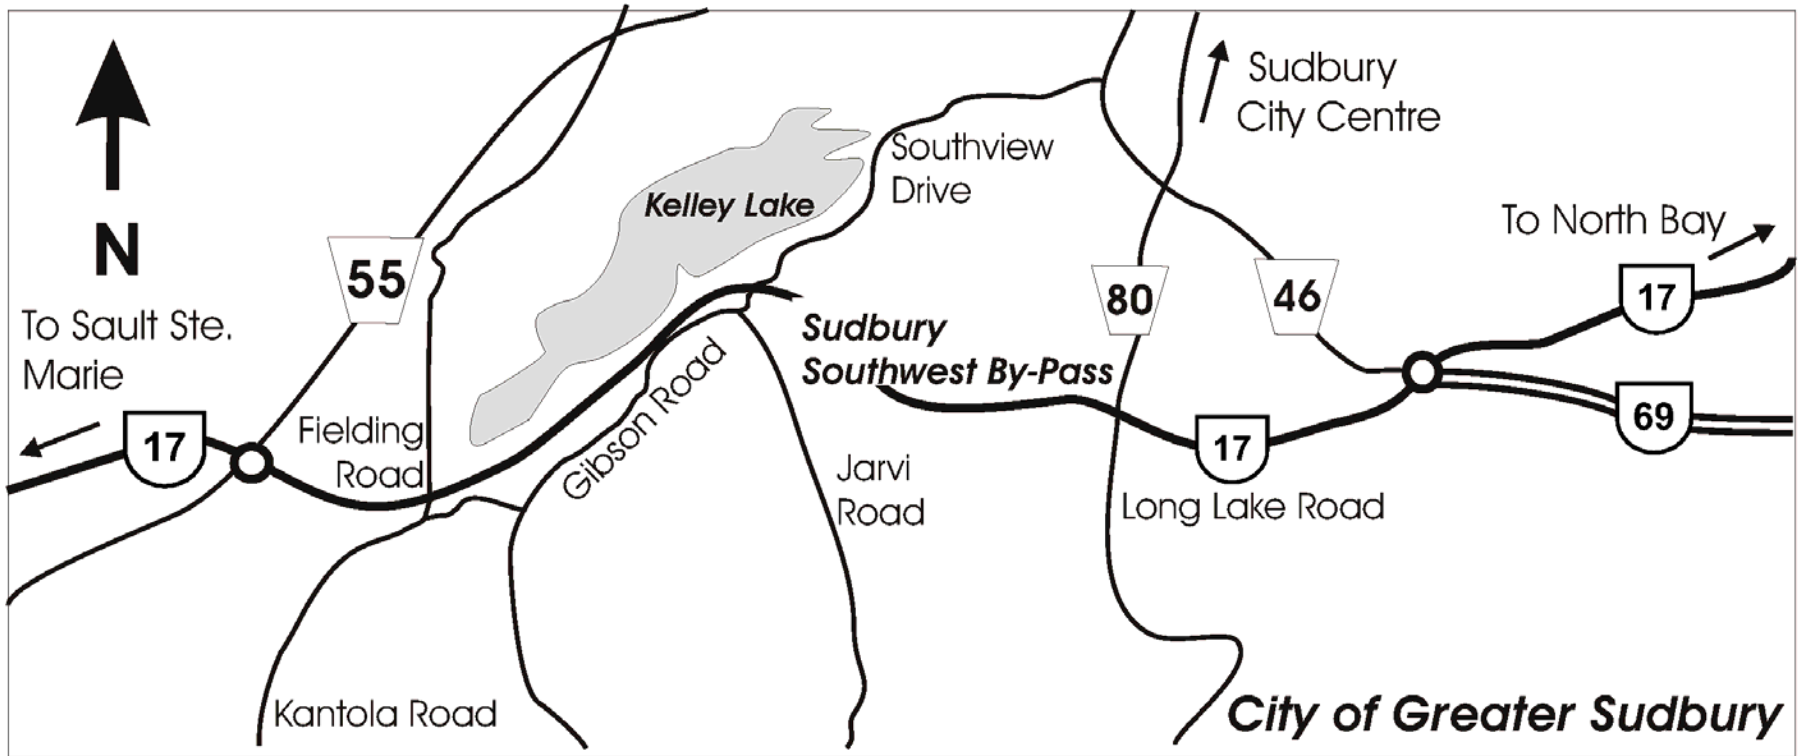 Sudbury
City Centre
Southview
Drive
Kelley Lake
N
55
To North Bay
17
80
46
To Sault Ste.
Marie
Sudbury
Southwest By-Pass
Gibson Road
17
Fielding
Road
69
17
Jarvi
Road
Long Lake Road
Kantola Road
City of Greater Sudbury